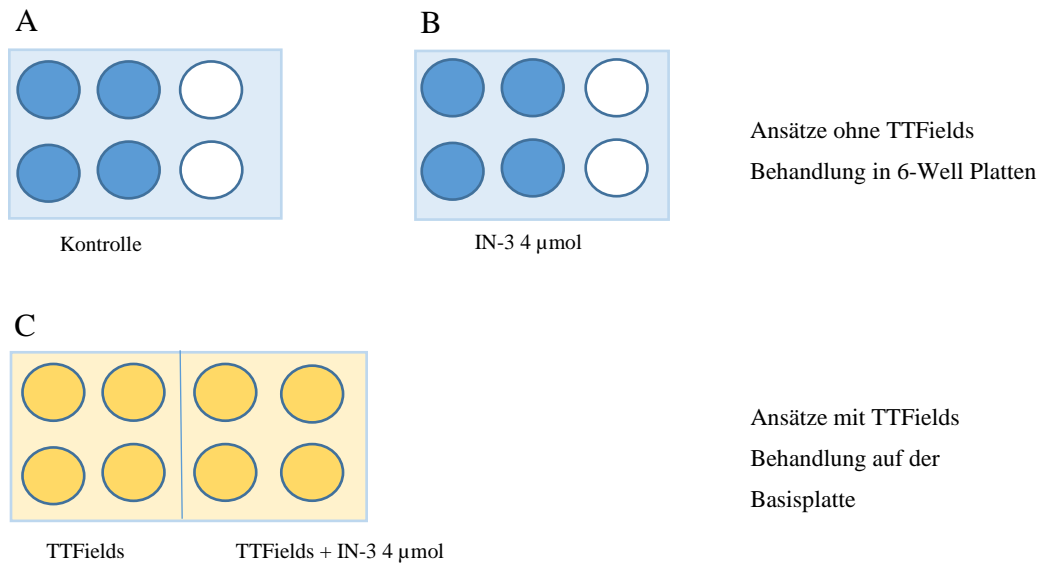 A
B
Kontrolle
IN-3 4 µmol
Ansätze ohne TTFields
Behandlung in 6-Well Platten
C
TTFields
TTFields + IN-3 4 µmol
Ansätze mit TTFields
Behandlung auf der
Basisplatte